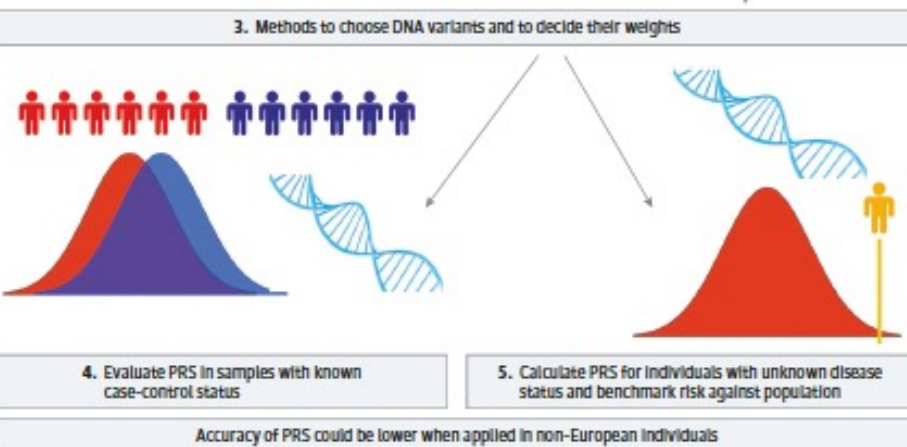 3. Methods to choose DNA variants and to decide their weights
4. Evaluate PRS in samples with known
case-control status
5. Calculate PRS for individuals with unknown disease
status and benchmark risk against population
Accuracy of PRS could be lower when applied in non-European individuals